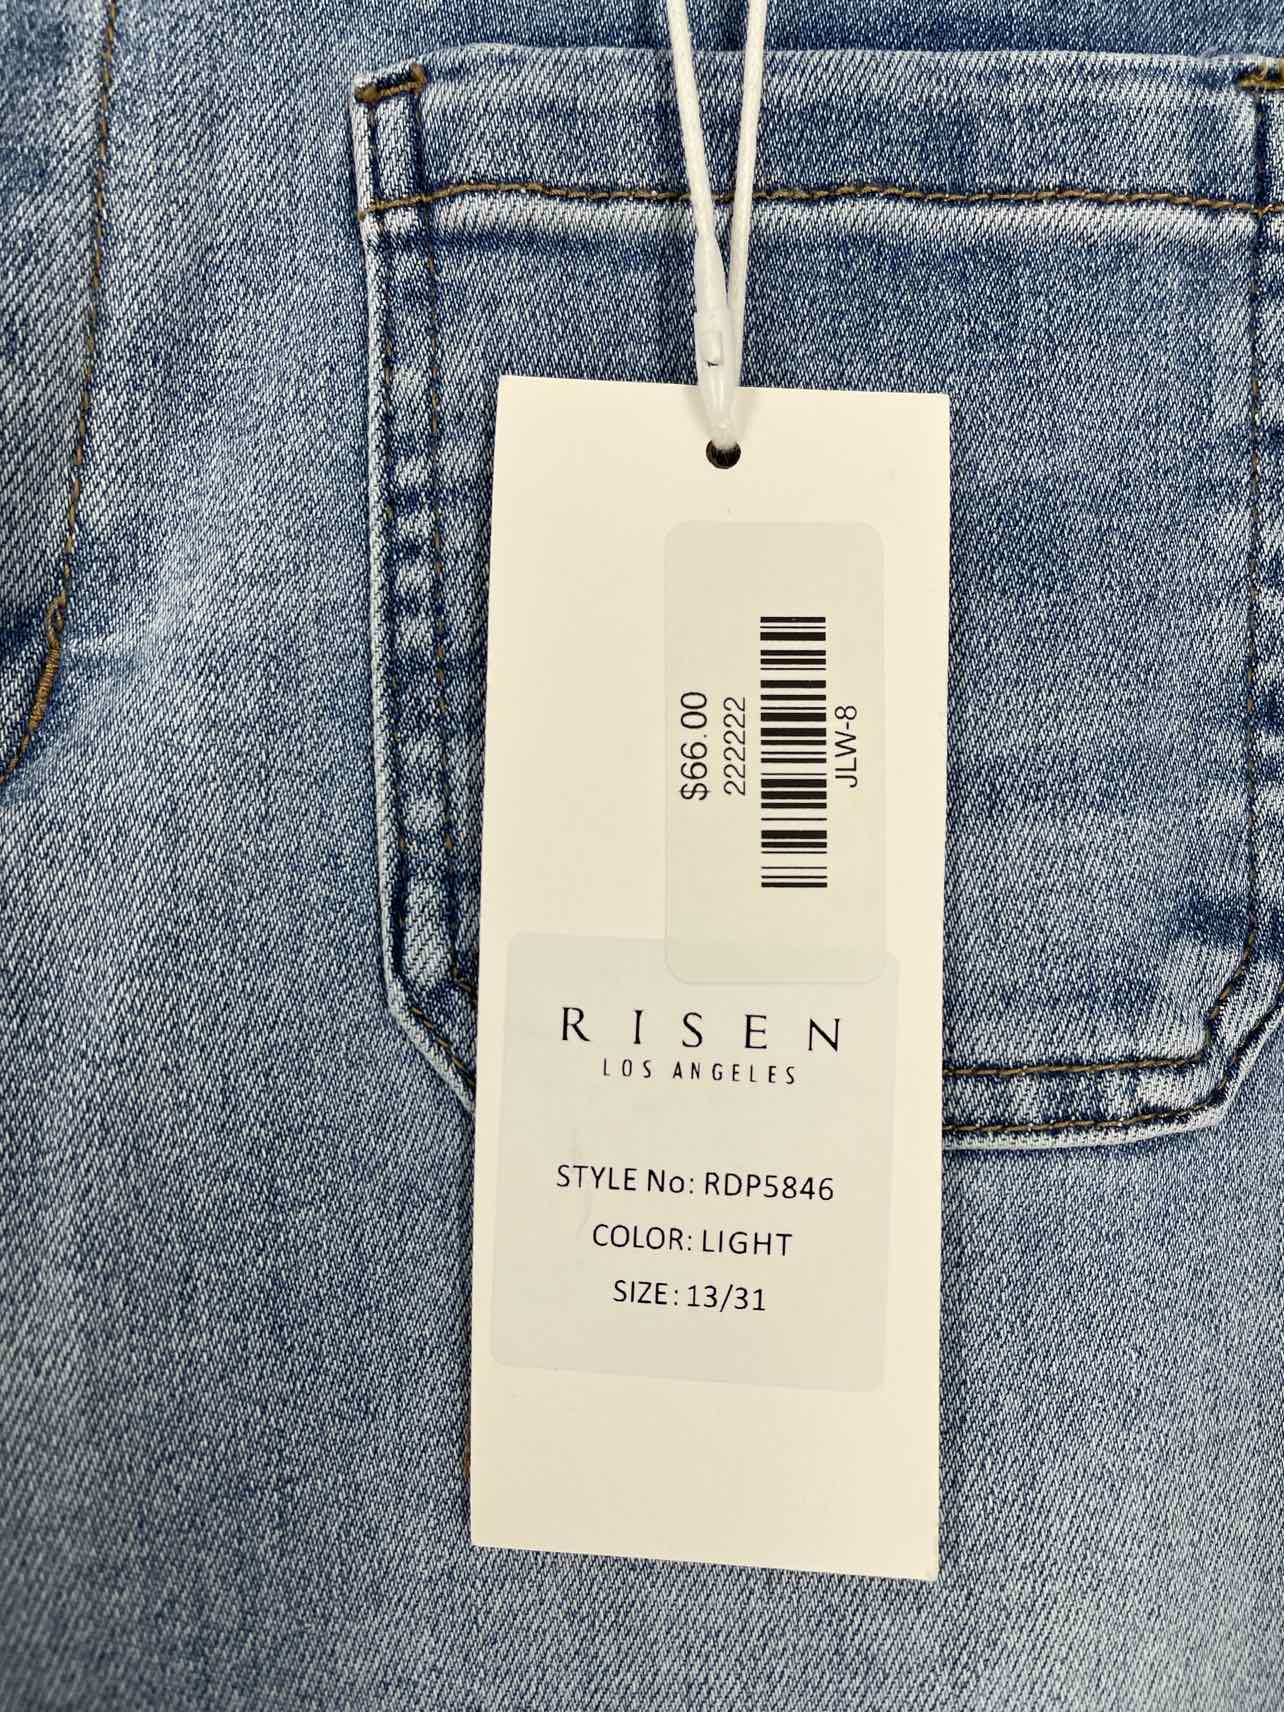 $66.00
222222
JLW-8
RISEN
LOS ANGELES
STYLE No: RDP5846
COLOR: LIGHT
SIZE: 13/31